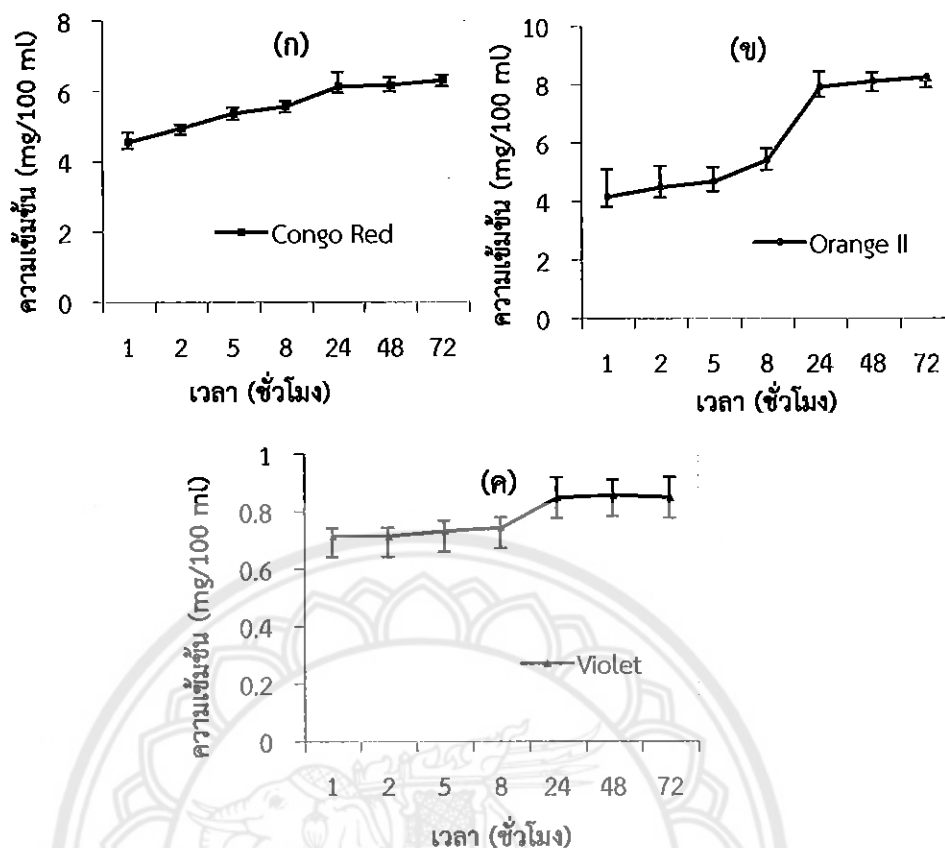 (ก)
ความเข้มข้น (mg/100 ml)
8
6
4
2
0
Congo Red
1 2 5 8 24 48 72
เวลา (ชั่วโมง)
(ข)
ความเข้มข้น (mg/100 ml)
10
8
6
4
2
0
Orange II
1 2 5 8 24 48 72
เวลา (ชั่วโมง)
(ค)
ความเข้มข้น (mg/100 ml)
1
0.8
0.6
0.4
0.2
0
Violet
1 2 5 8 24 48 72
เวลา (ชั่วโมง)